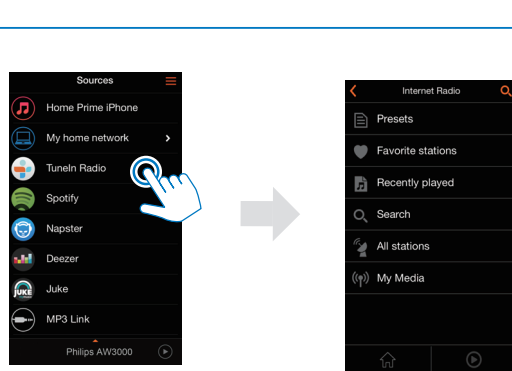 Sources
Home Prime iPhone
My home network
TuneIn Radio
Spotify
Napster
Deezer
JUKE
Juke
MP3 Link
Philips AW3000
Internet Radio
Presets
Favorite stations
Recently played
Search
All stations
My Media